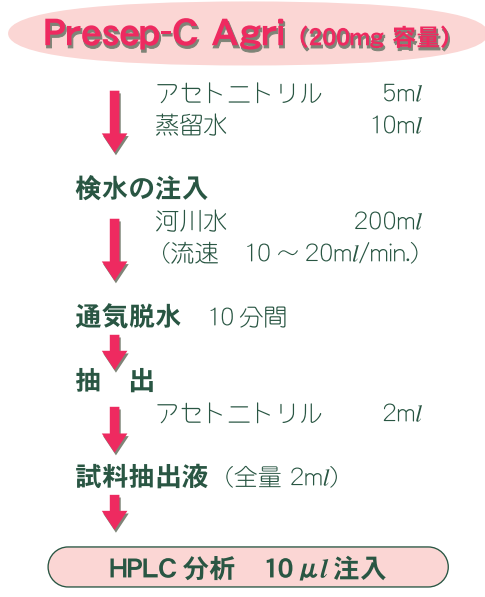 Presep-C Agri (200mg 容量)
アセトニトリル 5ml
蒸留水 10ml
検水の注入
河川水 200ml
（流速 10 ～ 20ml/min.）
通気脱水 10 分間
抽 出
アセトニトリル 2ml
試料抽出液（全量 2ml）
HPLC 分析 10 μl 注入